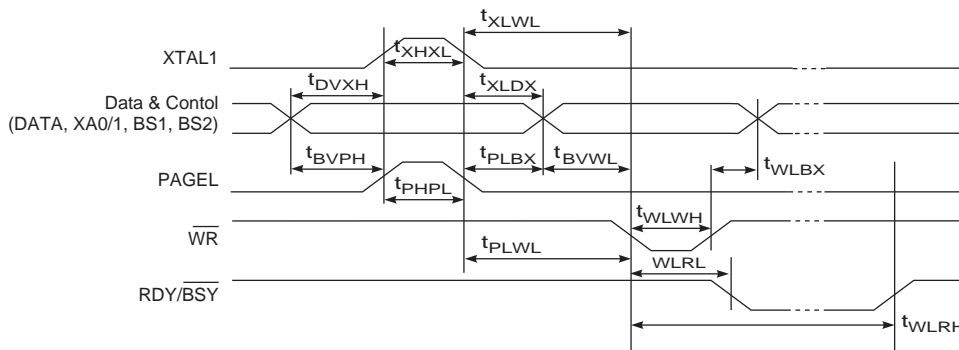 tXLWL
XTAL1
tXHXL
tDVXH
tXLDX
Data & Contol
(DATA, XA0/1, BS1, BS2)
tBVPH
tPLBX
tBVWL
tWLBX
PAGEL
tPHPL
tWLWH
WR
tPLWL
WLRL
RDY/BSY
tWLRH